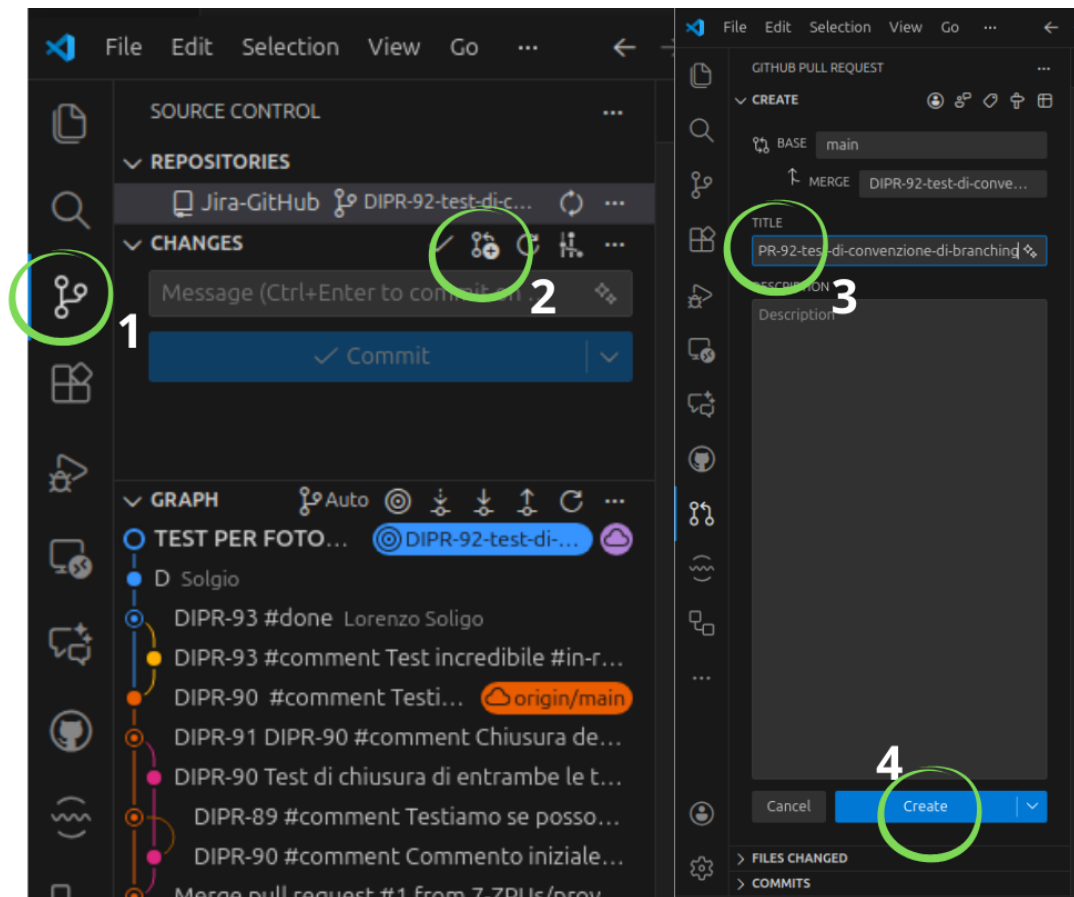 File Edit Selection View Go ...
SOURCE CONTROL
REPOSITORIES
Jira-GitHub DIPR-92-test-di-c...
CHANGES
Message (Ctrl+Enter to commit on
2
1
Commit
GRAPH Auto
TEST PER FOTO... DIPR-92-test-di-...
D Solgio
DIPR-93 #done Lorenzo Soligo
DIPR-93 #comment Test incredibile #in-r...
DIPR-90 #comment Testi... origin/main
DIPR-91 DIPR-90 #comment Chiusura de...
DIPR-90 Test di chiusura di entrambe le t...
DIPR-89 #comment Testiamo se posso...
DIPR-90 #comment Commento iniziale...
Merge pull request #1 from 7-ZPUs/prov...
File Edit Selection View Go ...
GITHUB PULL REQUEST
CREATE
BASE main
MERGE DIPR-92-test-di-conve...
TITLE
PR-92-test-di-convenzione-di-branching
3
DESCRIPTION
Description
4
Cancel Create
FILES CHANGED
COMMITS